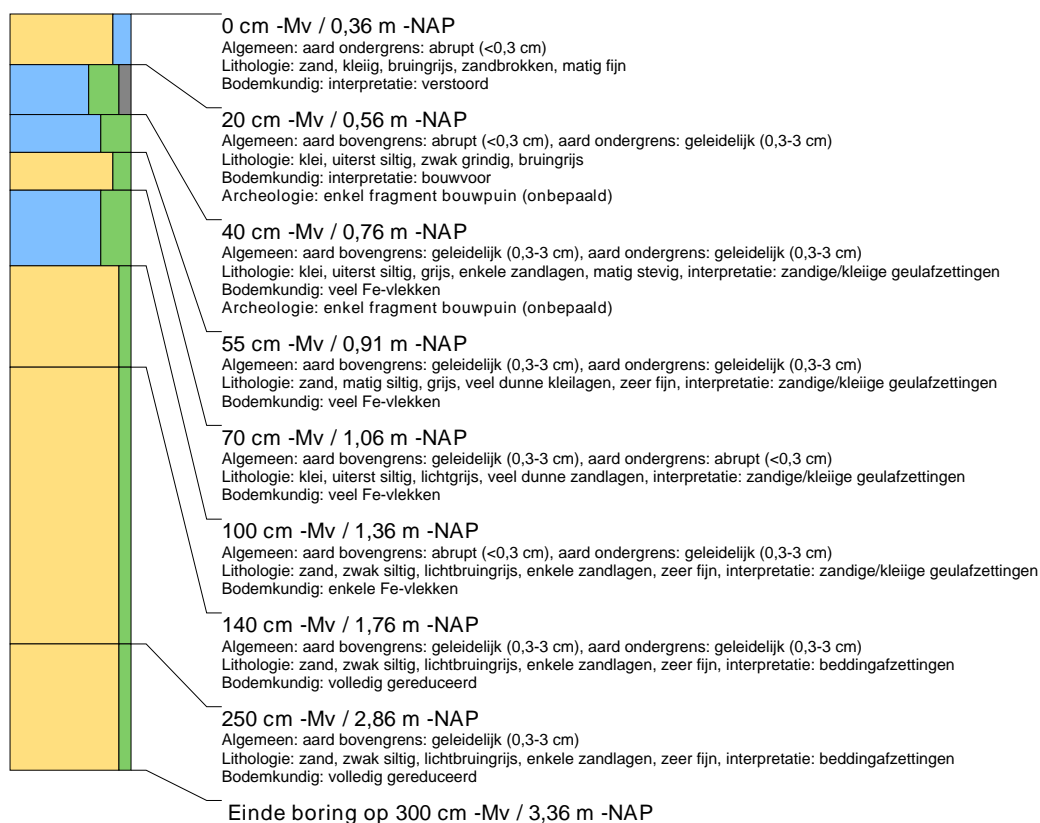 0 cm -Mv / 0,36 m -NAP
Algemeen: aard ondergrens: abrupt (<0,3 cm)
Lithologie: zand, kleiig, bruingrijs, zandbrokken, matig fijn
Bodemkundig: interpretatie: verstoord
20 cm -Mv / 0,56 m -NAP
Algemeen: aard bovengrens: abrupt (<0,3 cm), aard ondergrens: geleidelijk (0,3-3 cm)
Lithologie: klei, uiterst siltig, zwak grindig, bruingrijs
Bodemkundig: interpretatie: bouwvoor
Archeologie: enkel fragment bouwpuin (onbepaald)
40 cm -Mv / 0,76 m -NAP
Algemeen: aard bovengrens: geleidelijk (0,3-3 cm), aard ondergrens: geleidelijk (0,3-3 cm)
Lithologie: klei, uiterst siltig, grijs, enkele zandlagen, matig stevig, interpretatie: zandige/kleiige geulafzettingen
Bodemkundig: veel Fe-vlekken
Archeologie: enkel fragment bouwpuin (onbepaald)
55 cm -Mv / 0,91 m -NAP
Algemeen: aard bovengrens: geleidelijk (0,3-3 cm), aard ondergrens: geleidelijk (0,3-3 cm)
Lithologie: zand, matig siltig, grijs, veel dunne kleilagen, zeer fijn, interpretatie: zandige/kleiige geulafzettingen
Bodemkundig: veel Fe-vlekken
70 cm -Mv / 1,06 m -NAP
Algemeen: aard bovengrens: geleidelijk (0,3-3 cm), aard ondergrens: abrupt (<0,3 cm)
Lithologie: klei, uiterst siltig, lichtgrijs, veel dunne zandlagen, interpretatie: zandige/kleiige geulafzettingen
Bodemkundig: veel Fe-vlekken
100 cm -Mv / 1,36 m -NAP
Algemeen: aard bovengrens: abrupt (<0,3 cm), aard ondergrens: geleidelijk (0,3-3 cm)
Lithologie: zand, zwak siltig, lichtbruingrijs, enkele zandlagen, zeer fijn, interpretatie: zandige/kleiige geulafzettingen
Bodemkundig: enkele Fe-vlekken
140 cm -Mv / 1,76 m -NAP
Algemeen: aard bovengrens: geleidelijk (0,3-3 cm), aard ondergrens: geleidelijk (0,3-3 cm)
Lithologie: zand, zwak siltig, lichtbruingrijs, enkele zandlagen, zeer fijn, interpretatie: beddingafzettingen
Bodemkundig: volledig gereduceerd
250 cm -Mv / 2,86 m -NAP
Algemeen: aard bovengrens: geleidelijk (0,3-3 cm)
Lithologie: zand, zwak siltig, lichtbruingrijs, enkele zandlagen, zeer fijn, interpretatie: beddingafzettingen
Bodemkundig: volledig gereduceerd
Einde boring op 300 cm -Mv / 3,36 m -NAP